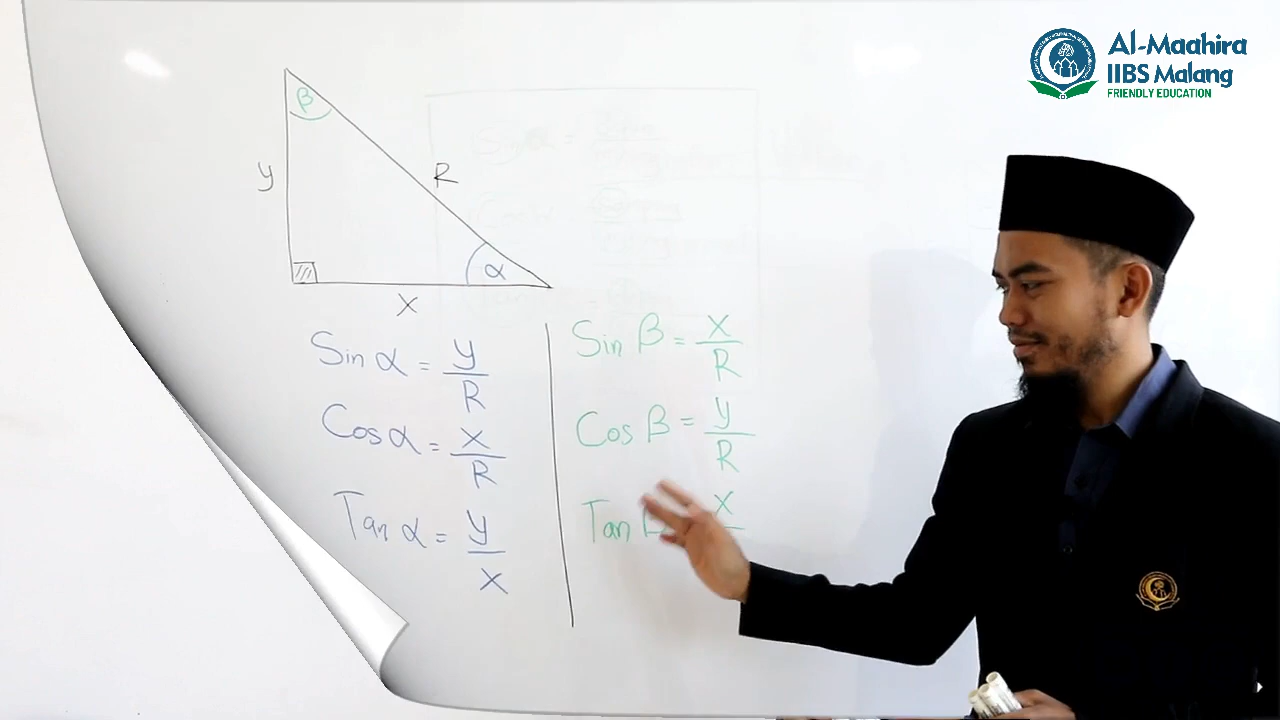 Al-Maahira
IIBS Malang
FRIENDLY EDUCATION
β
y
R
α
x
Sin α = y/R
Cos α = x/R
Tan α = y/x
Sin β = x/R
Cos β = y/R
Tan β x